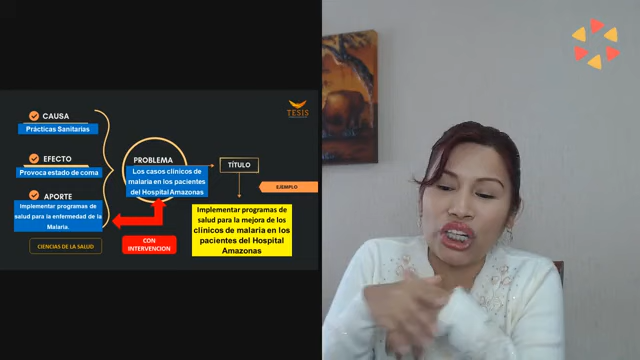 CAUSA
Prácticas Sanitarias
EFECTO
Provoca estado de coma
APORTE
Implementar programas de
salud para la enfermedad de la
Malaria.
CIENCIAS DE LA SALUD
PROBLEMA
Los casos clínicos de
malaria en los pacientes
del Hospital Amazonas
CON
INTERVENCION
TESIS
TÍTULO
EJEMPLO
Implementar programas de
salud para la mejora de los
clínicos de malaria en los
pacientes del Hospital
Amazonas